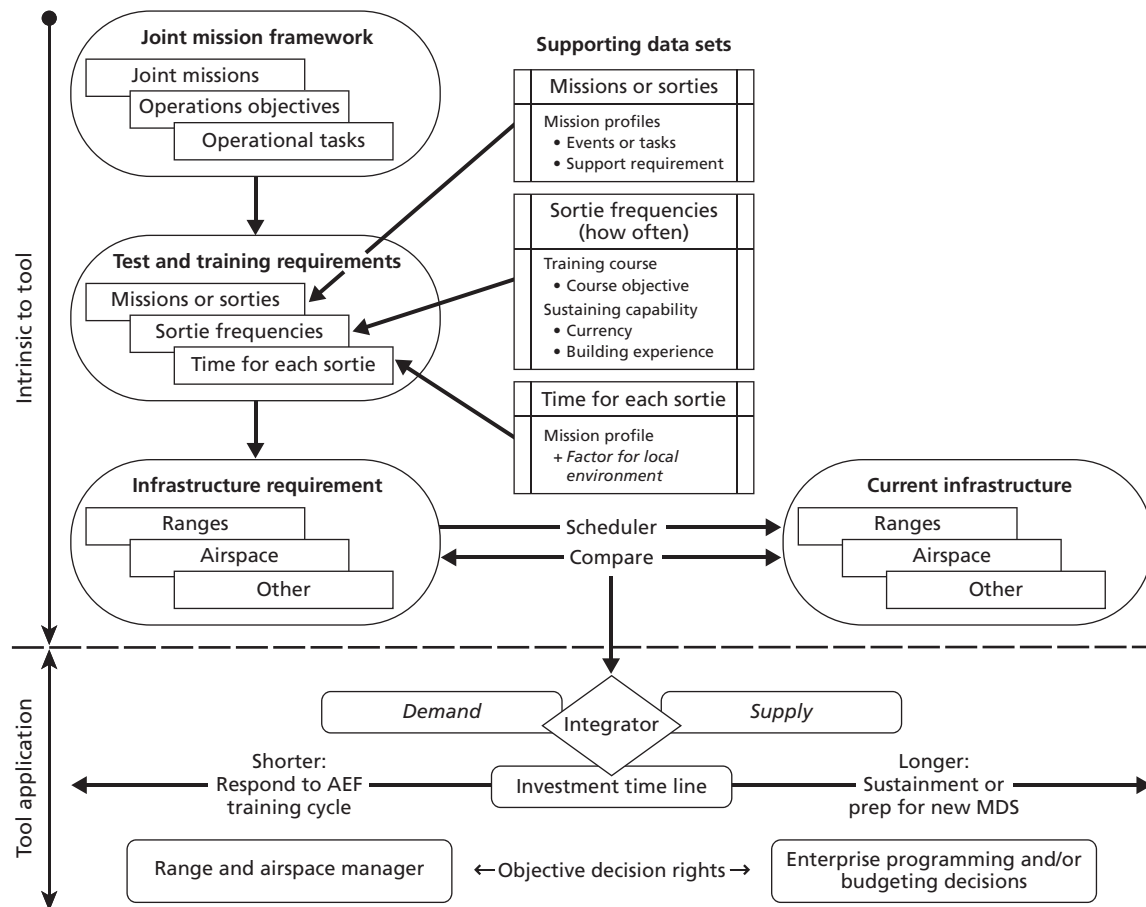 Joint mission framework
Joint missions
Operations objectives
Operational tasks
Supporting data sets
Missions or sorties
Mission profiles
• Events or tasks
• Support requirement
Sortie frequencies
(how often)
Training course
• Course objective
Sustaining capability
• Currency
• Building experience
Time for each sortie
Mission profile
+ Factor for local
environment
Test and training requirements
Missions or sorties
Sortie frequencies
Time for each sortie
Intrinsic to tool
Infrastructure requirement
Ranges
Airspace
Other
Scheduler
Compare
Current infrastructure
Ranges
Airspace
Other
Tool application
Demand
Integrator
Supply
Shorter:
Respond to AEF
training cycle
Investment time line
Longer:
Sustainment or
prep for new MDS
Range and airspace manager
←Objective decision rights→
Enterprise programming and/or
budgeting decisions